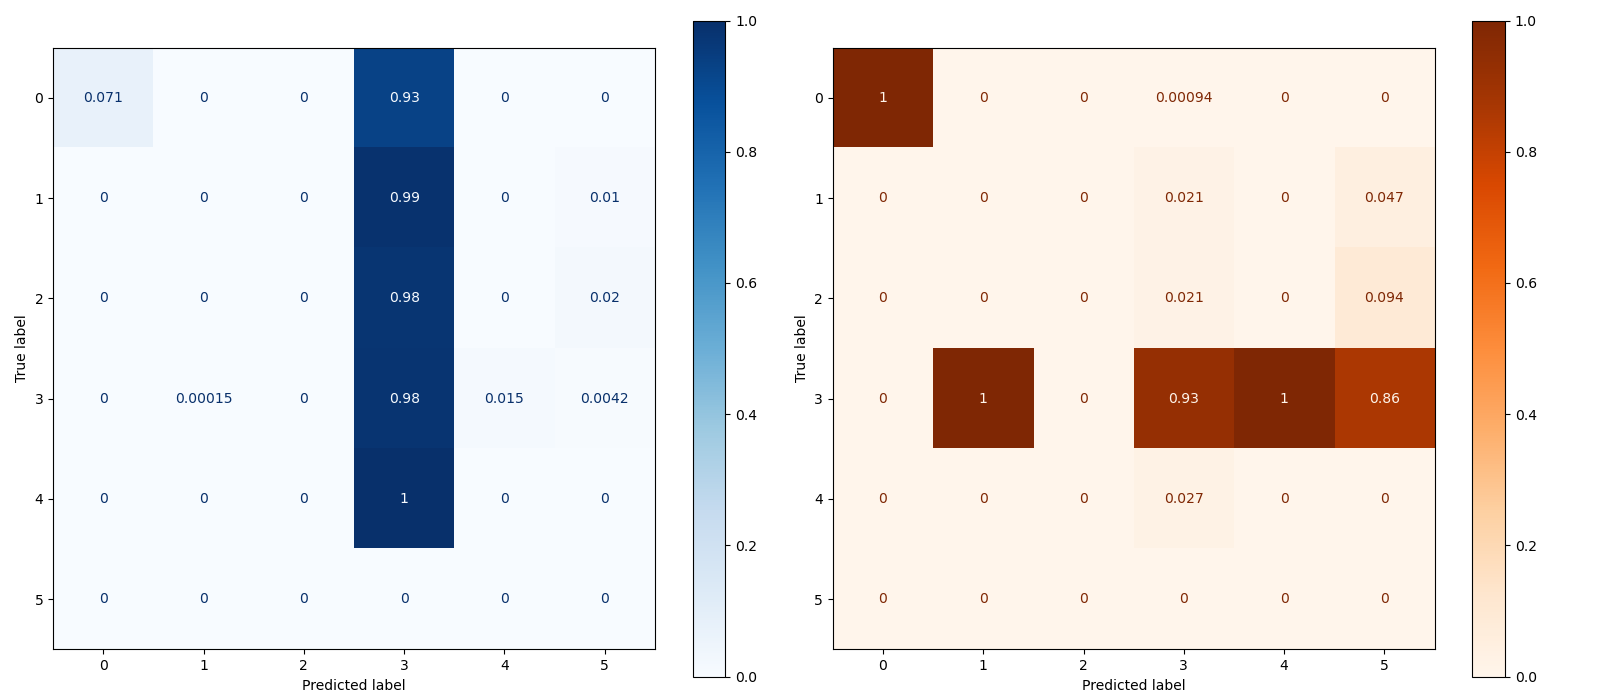 0 0.071 0 0 0.93 0 0
1 0 0 0 0.99 0 0.01
2 0 0 0 0.98 0 0.02
3 0 0.00015 0 0.98 0.015 0.0042
4 0 0 0 1 0 0
5 0 0 0 0 0 0
0 1 2 3 4 5
Predicted label
True label
1.0
0.8
0.6
0.4
0.2
0.0
0 1 0 0 0.00094 0 0
1 0 0 0 0.021 0 0.047
2 0 0 0 0.021 0 0.094
3 0 1 0 0.93 1 0.86
4 0 0 0 0.027 0 0
5 0 0 0 0 0 0
0 1 2 3 4 5
Predicted label
True label
1.0
0.8
0.6
0.4
0.2
0.0